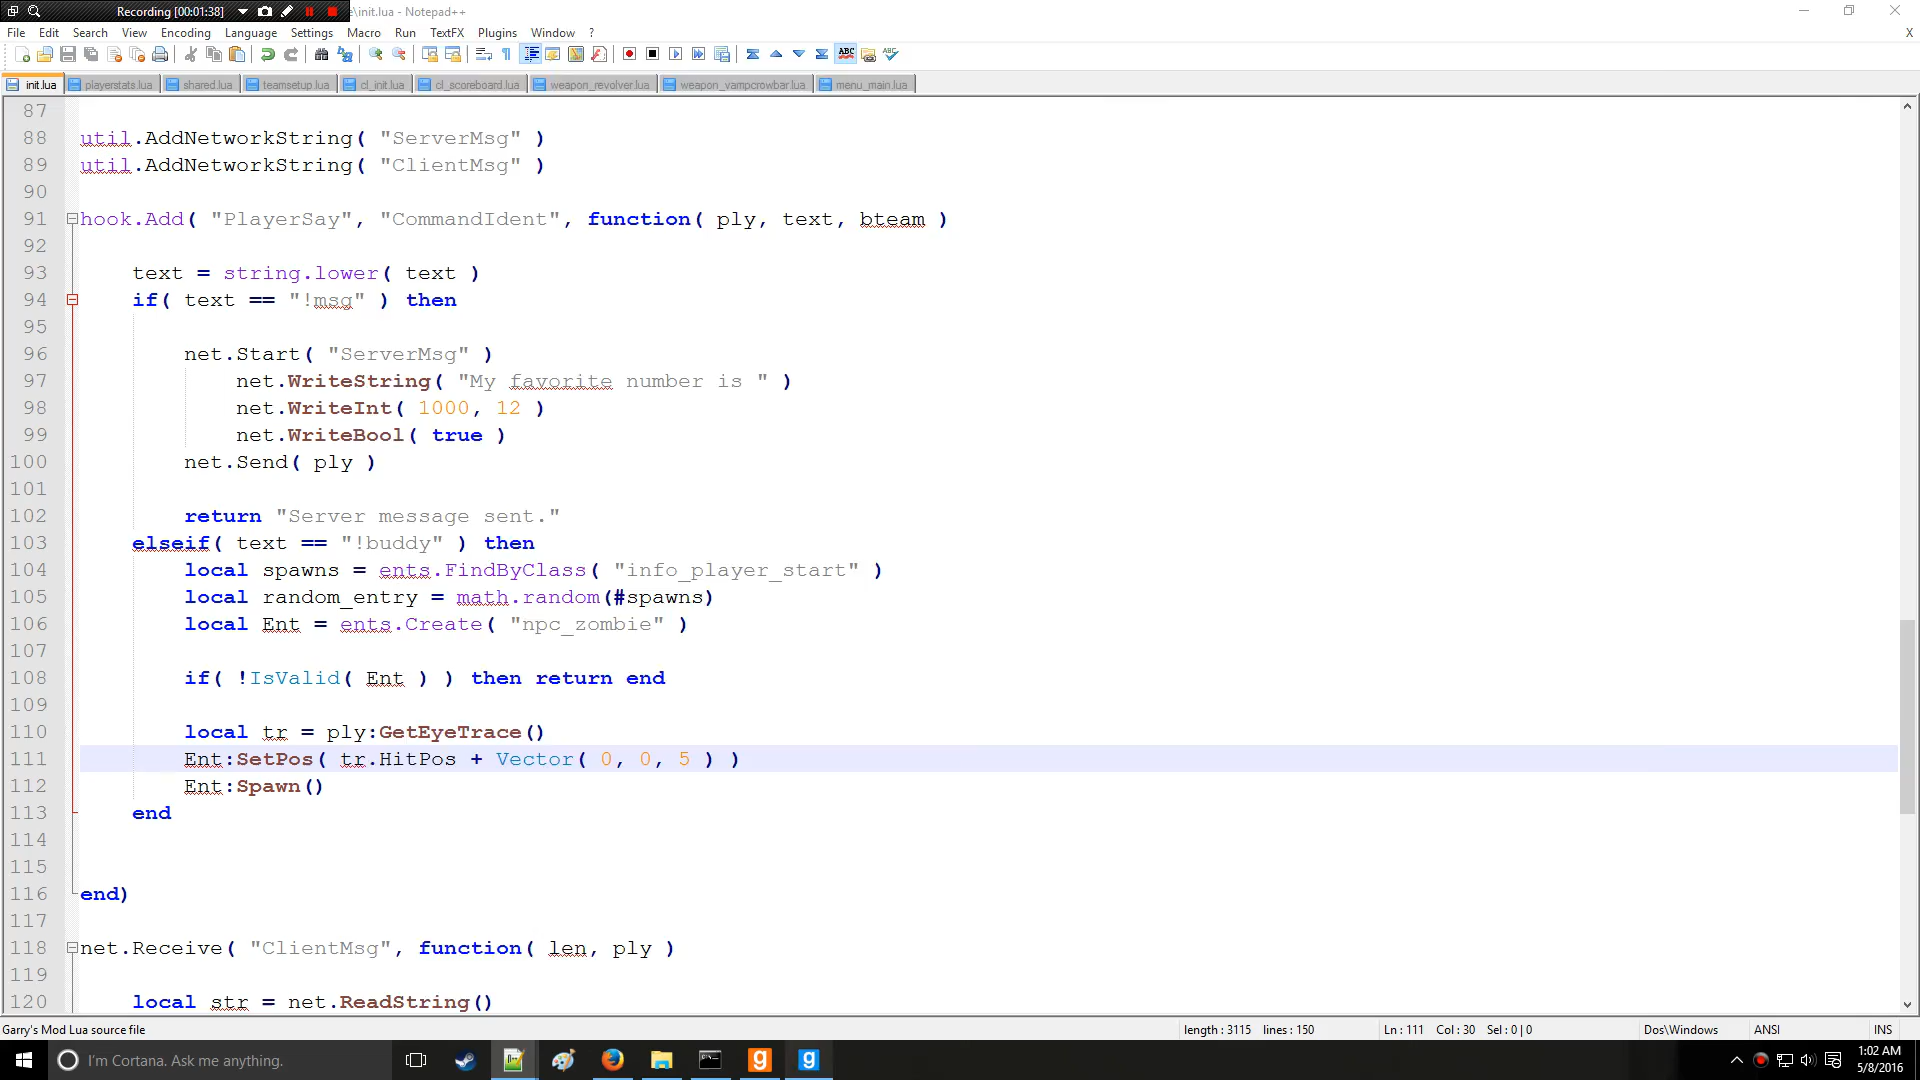 Recording [00:01:38]
e\init.lua - Notepad++
File Edit Search View Encoding Language Settings Macro Run TextFX Plugins Window ? X
ABC ABC
init.lua playerstats.lua shared.lua teamsetup.lua cl_init.lua cl_scoreboard.lua weapon_revolver.lua weapon_vampcrowbar.lua menu_main.lua
87
88 util.AddNetworkString( "ServerMsg" )
89 util.AddNetworkString( "ClientMsg" )
90
91 hook.Add( "PlayerSay", "CommandIdent", function( ply, text, bteam )
92
93 text = string.lower( text )
94 if( text == "!msg" ) then
95
96 net.Start( "ServerMsg" )
97 net.WriteString( "My favorite number is " )
98 net.WriteInt( 1000, 12 )
99 net.WriteBool( true )
100 net.Send( ply )
101
102 return "Server message sent."
103 elseif( text == "!buddy" ) then
104 local spawns = ents.FindByClass( "info_player_start" )
105 local random_entry = math.random(#spawns)
106 local Ent = ents.Create( "npc_zombie" )
107
108 if( !IsValid( Ent ) ) then return end
109
110 local tr = ply:GetEyeTrace()
111 Ent:SetPos( tr.HitPos + Vector( 0, 0, 5 ) )
112 Ent:Spawn()
113 end
114
115
116 end)
117
118 net.Receive( "ClientMsg", function( len, ply )
119
120 local str = net.ReadString()
Garry's Mod Lua source file length : 3115 lines : 150 Ln : 111 Col : 30 Sel : 0 | 0 Dos\Windows ANSI INS
I'm Cortana. Ask me anything. g g 1:02 AM
5/8/2016